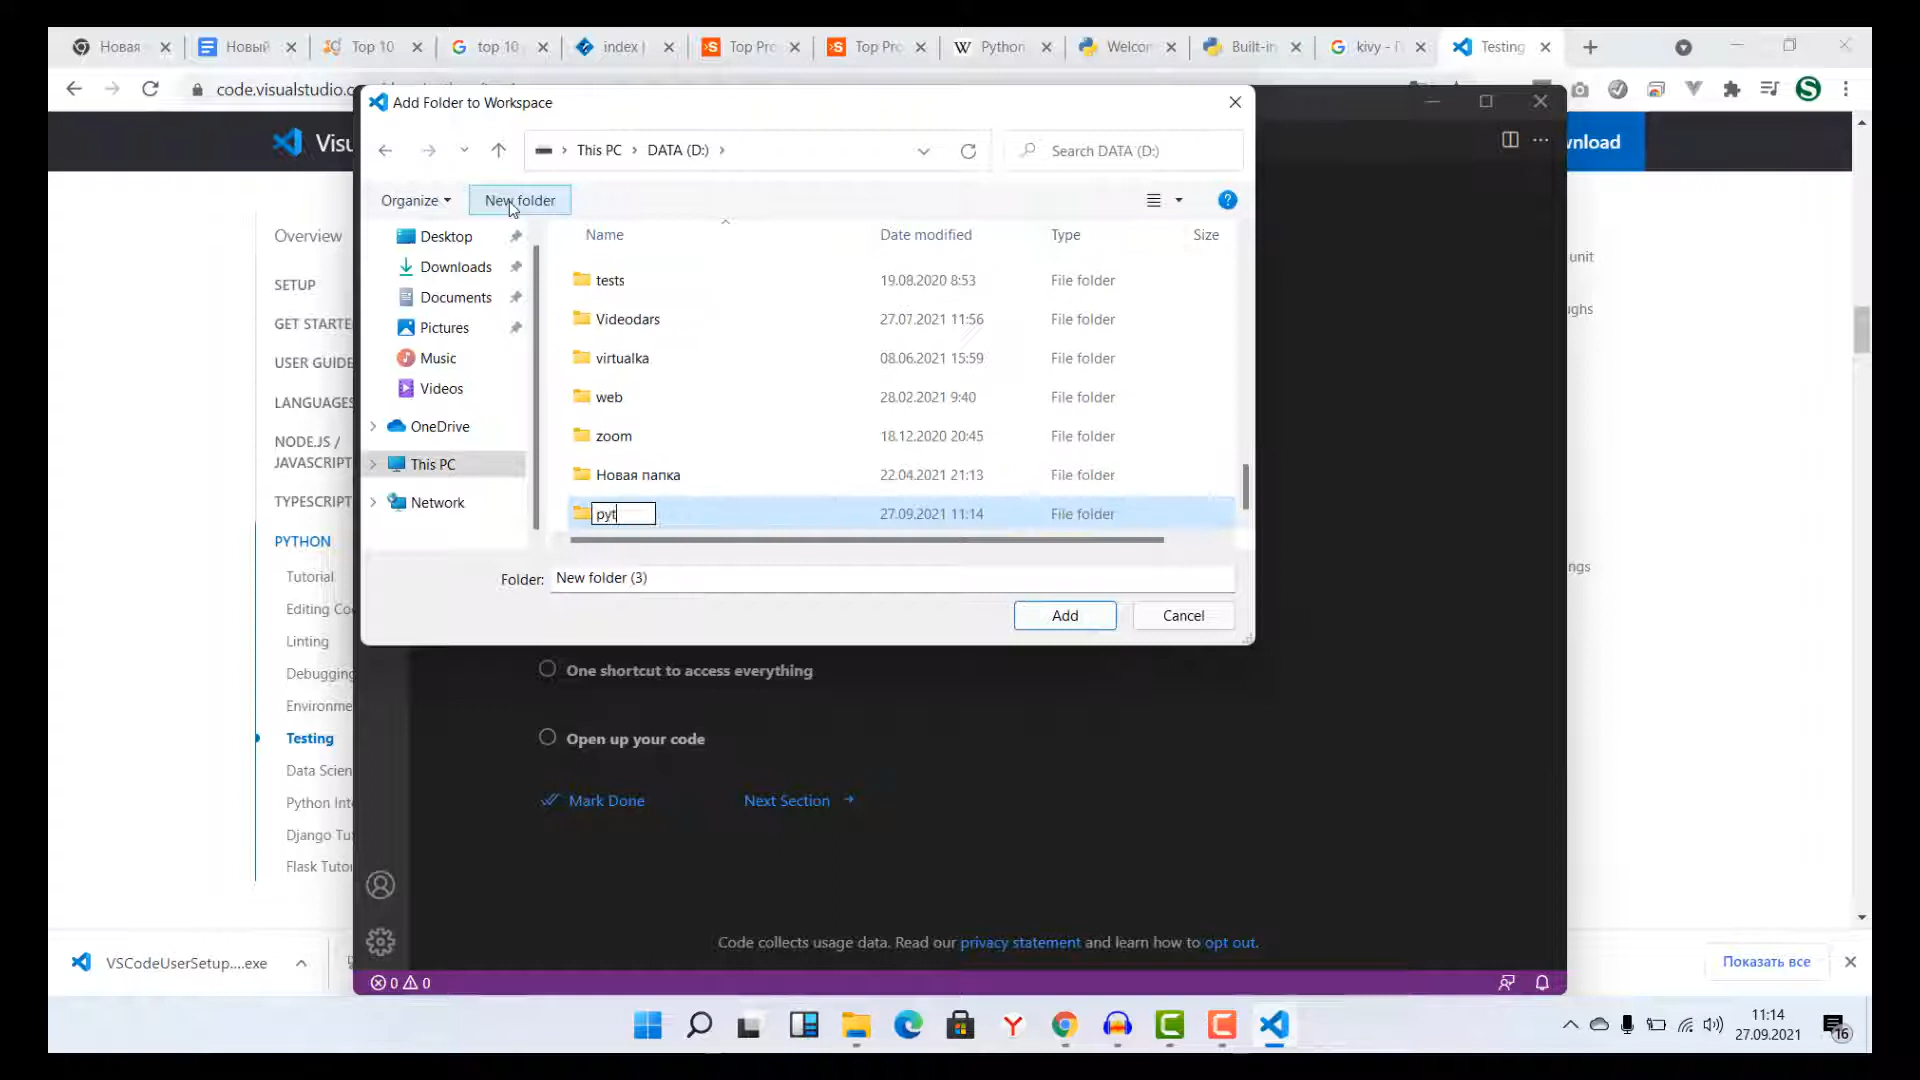 Новая
Новый
Top 10
top 10
index
Top Pro
Top Pro
Python
Welcon
Built-in
kivy -
Testing
code.visualstudio.c
Add Folder to Workspace
This PC
DATA (D:)
Search DATA (D:)
Visu
nload
Organize
New folder
Overview
SETUP
GET STARTE
USER GUIDE
LANGUAGES
NODE.JS /
JAVASCRIPT
TYPESCRIPT
PYTHON
Tutorial
Editing Co
Linting
Debugging
Environme
Testing
Data Scien
Python Int
Django Tu
Flask Tutor
Desktop
Downloads
Documents
Pictures
Music
Videos
OneDrive
This PC
Network
Name Date modified Type Size
tests 19.08.2020 8:53 File folder
Videodars 27.07.2021 11:56 File folder
virtualka 08.06.2021 15:59 File folder
web 28.02.2021 9:40 File folder
zoom 18.12.2020 20:45 File folder
Новая папка 22.04.2021 21:13 File folder
pyt 27.09.2021 11:14 File folder
Folder: New folder (3)
Add Cancel
unit
ghs
ngs
One shortcut to access everything
Open up your code
Mark Done Next Section
Code collects usage data. Read our privacy statement and learn how to opt out.
0 0
VSCodeUserSetup....exe
Показать все
11:14
27.09.2021
16